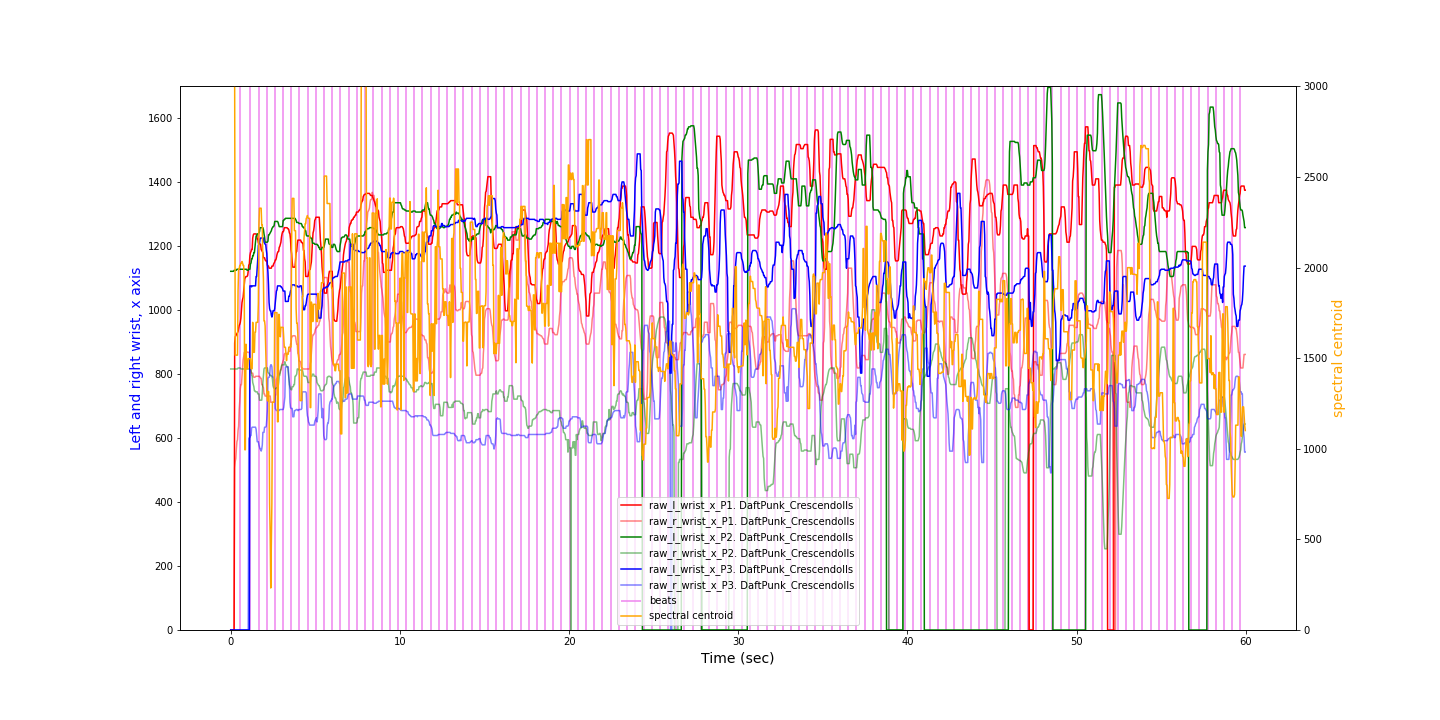 1600
1400
1200
1000
800
600
400
200
0
Left and right wrist, x axis
3000
2500
2000
1500
1000
500
0
spectral centroid
raw_l_wrist_x_P1. DaftPunk_Crescendolls
raw_r_wrist_x_P1. DaftPunk_Crescendolls
raw_l_wrist_x_P2. DaftPunk_Crescendolls
raw_r_wrist_x_P2. DaftPunk_Crescendolls
raw_l_wrist_x_P3. DaftPunk_Crescendolls
raw_r_wrist_x_P3. DaftPunk_Crescendolls
beats
spectral centroid
0 10 20 30 40 50 60
Time (sec)